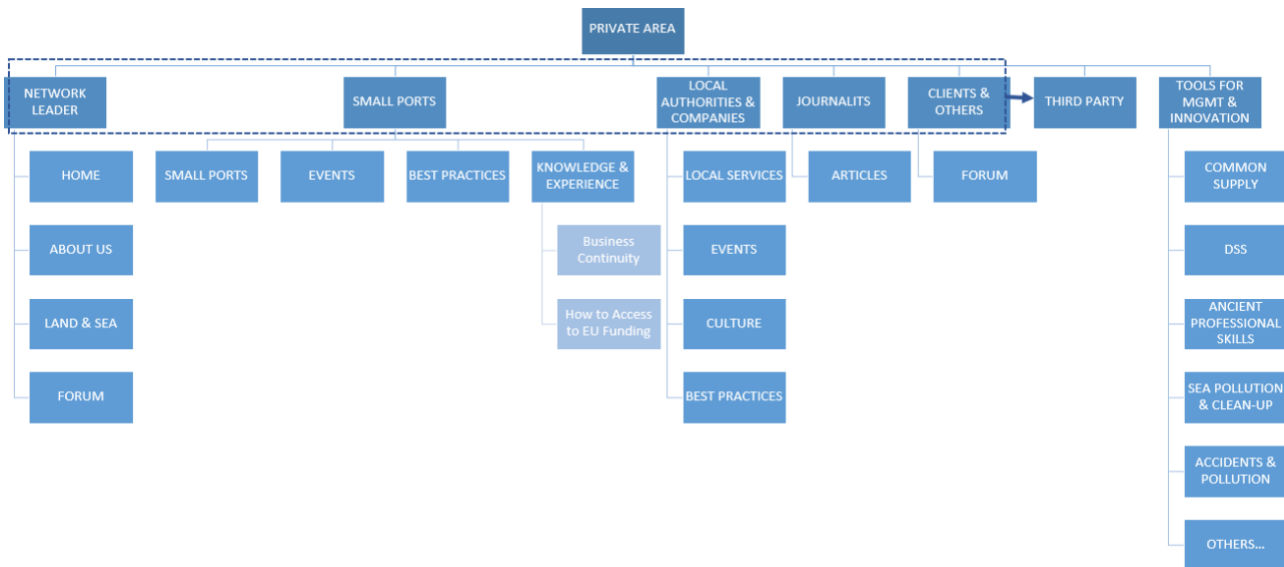 PRIVATE AREA
NETWORK
LEADER
SMALL PORTS
LOCAL
AUTHORITIES &
COMPANIES
JOURNALITS
CLIENTS &
OTHERS
THIRD PARTY
TOOLS FOR
MGMT &
INNOVATION
HOME
SMALL PORTS
EVENTS
BEST PRACTICES
KNOWLEDGE &
EXPERIENCE
LOCAL SERVICES
ARTICLES
FORUM
COMMON
SUPPLY
ABOUT US
Business
Continuity
EVENTS
DSS
LAND & SEA
How to Access
to EU Funding
CULTURE
ANCIENT
PROFESSIONAL
SKILLS
FORUM
BEST PRACTICES
SEA POLLUTION
& CLEAN-UP
ACCIDENTS &
POLLUTION
OTHERS...